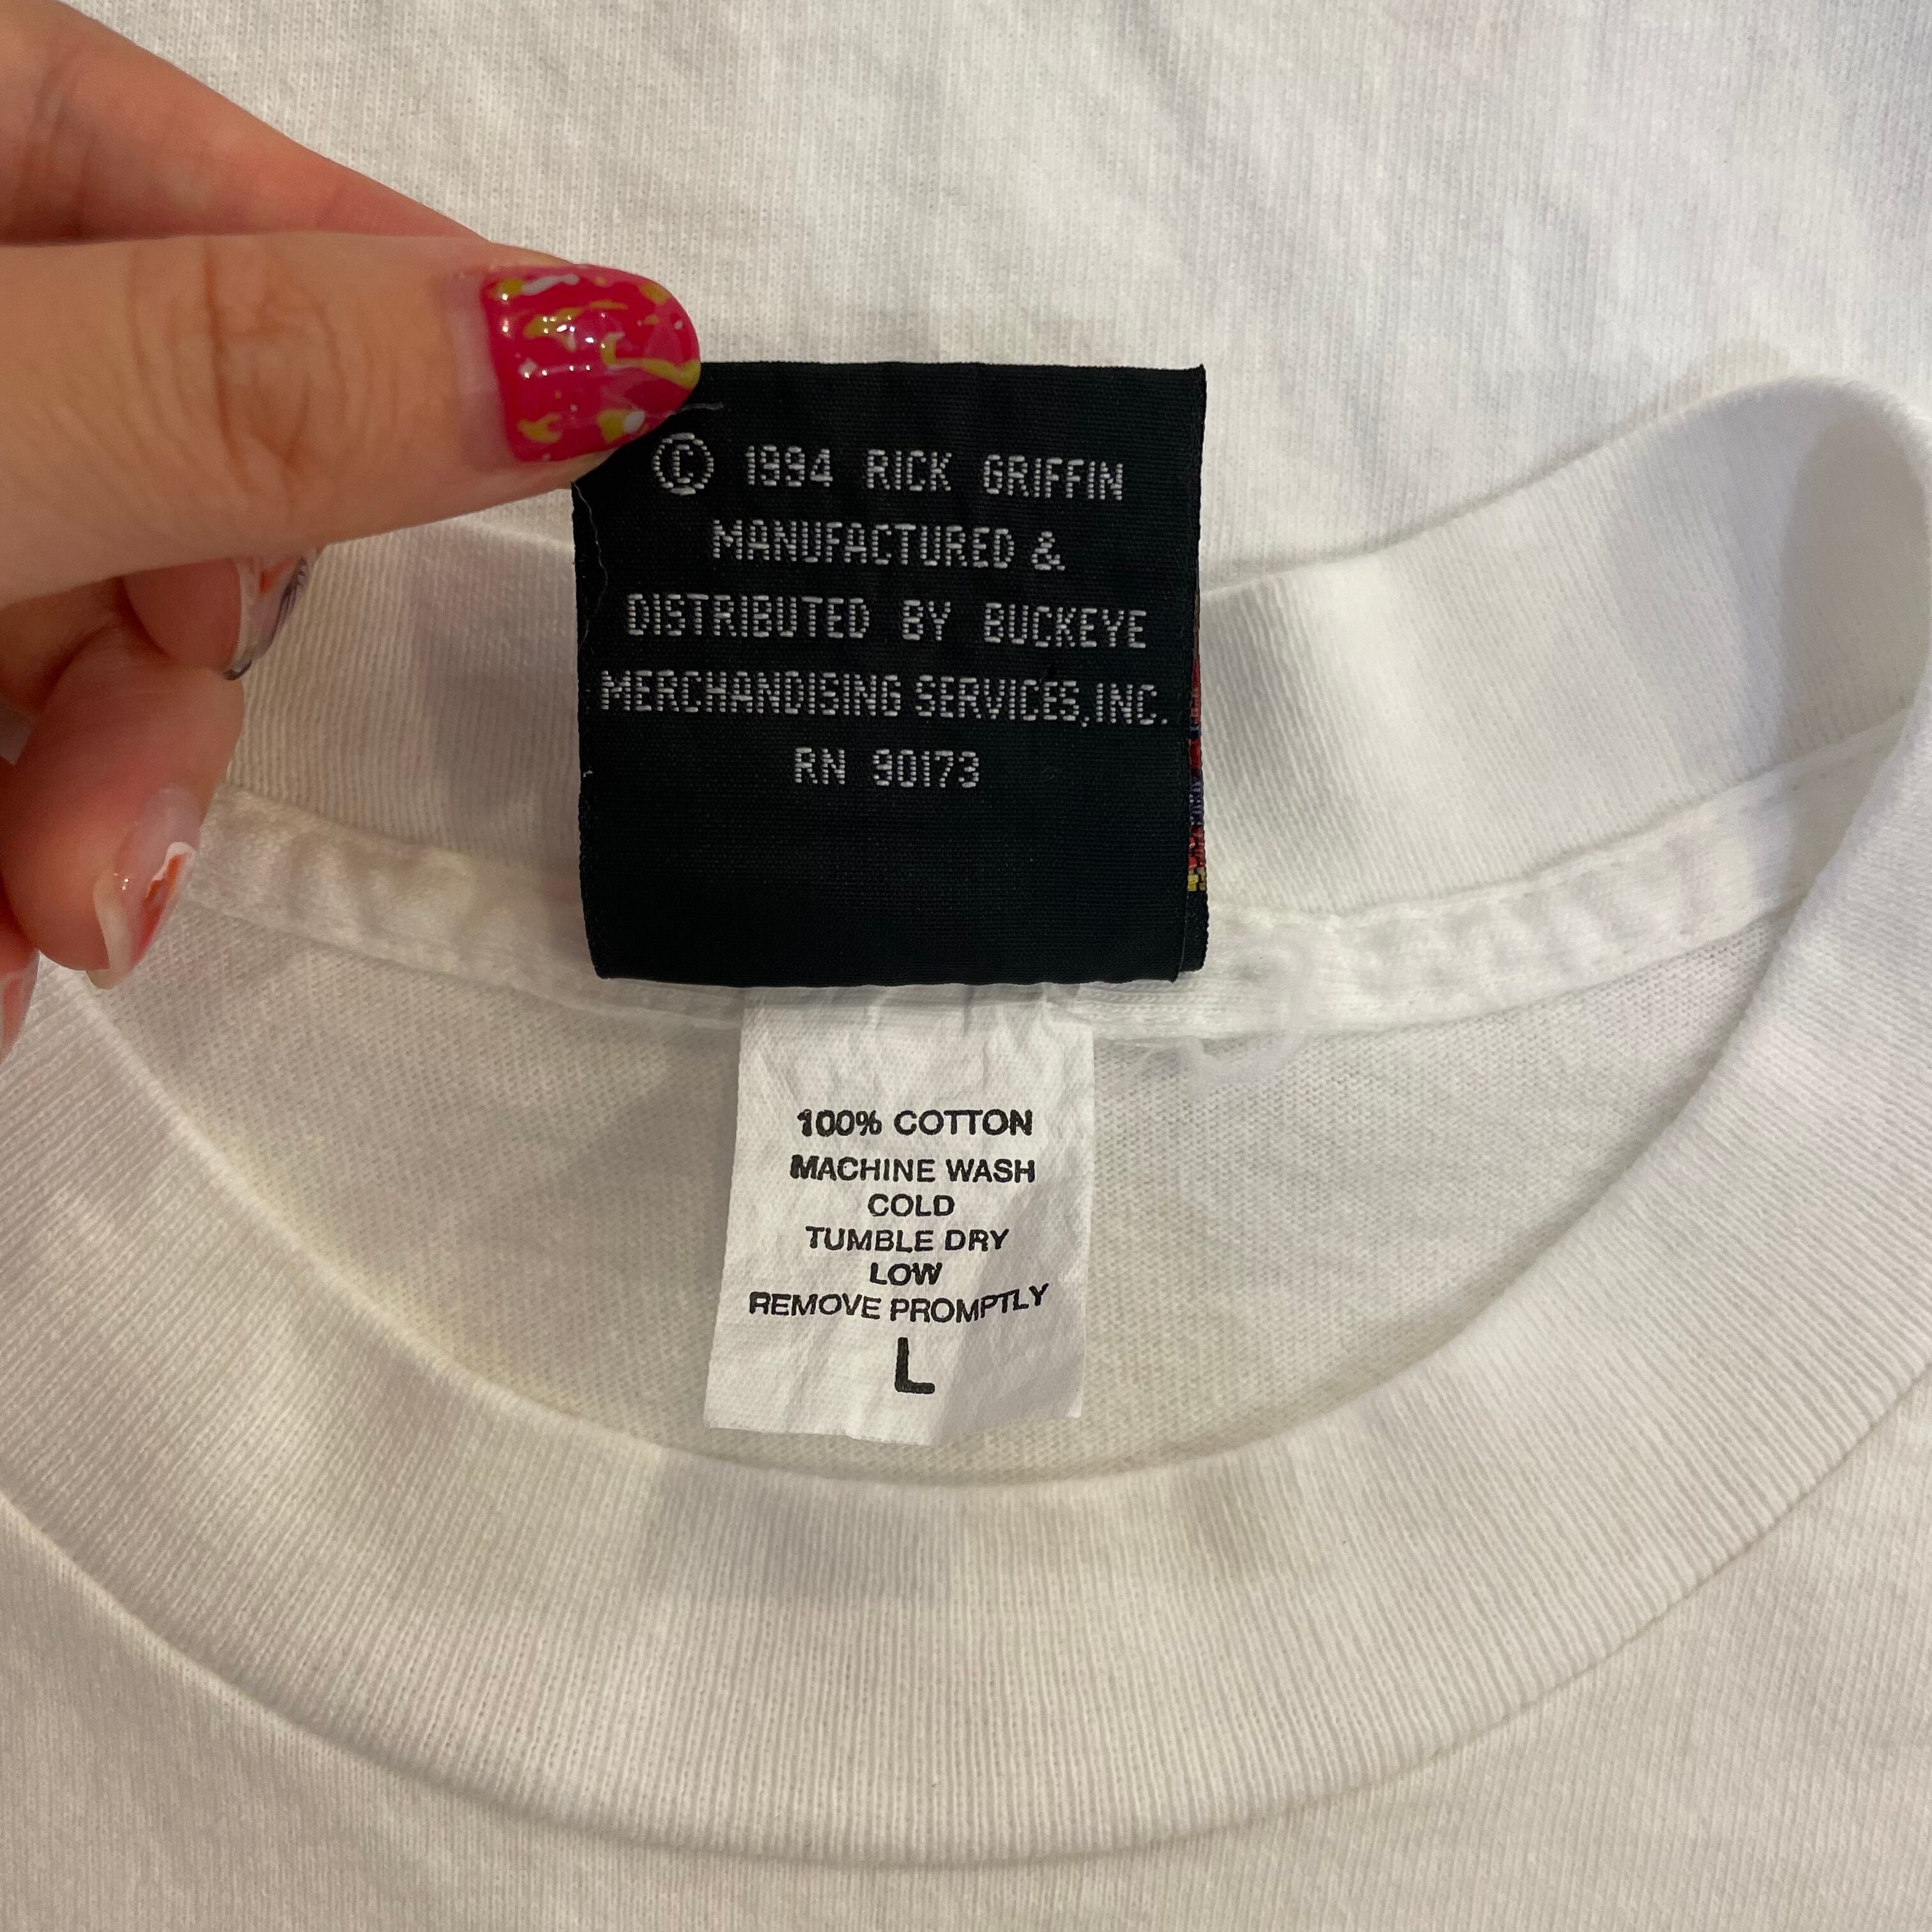 © 1994 RICK GRIFFIN
MANUFACTURED &
DISTRIBUTED BY BUCKEYE
MERCHANDISING SERVICES, INC.
RN 90173
100% COTTON
MACHINE WASH
COLD
TUMBLE DRY
LOW
REMOVE PROMPTLY
L